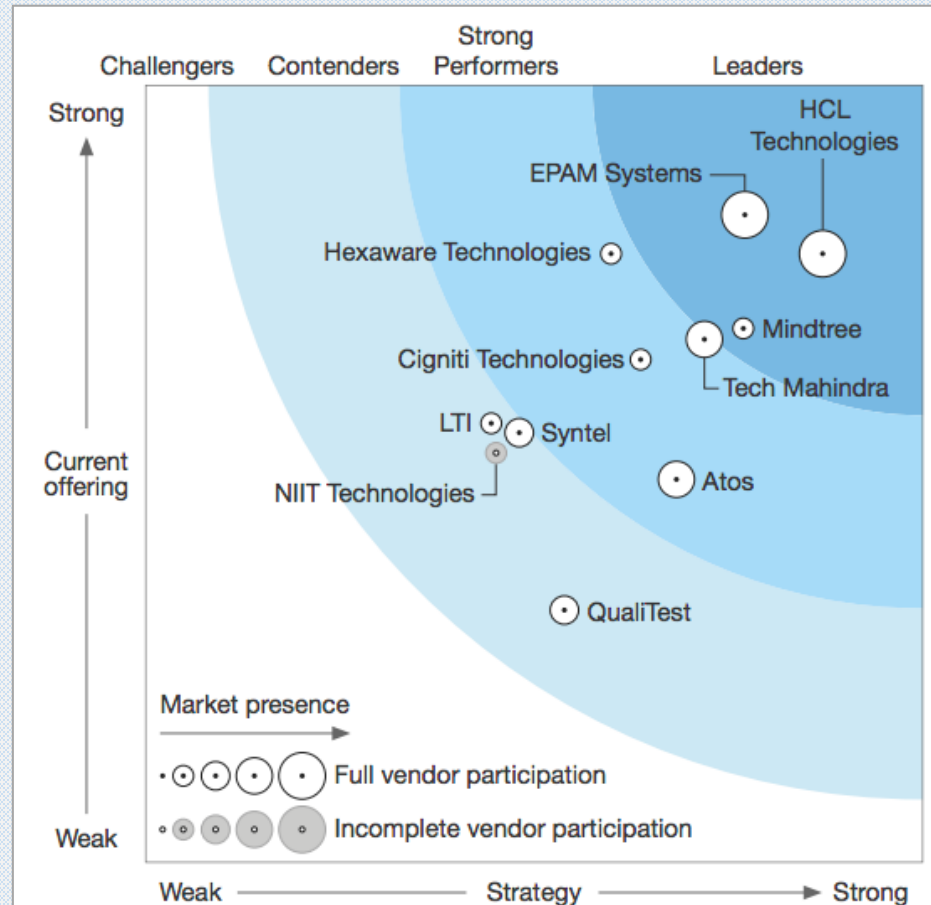 Strong
Challengers Contenders Performers Leaders
Strong
HCL
Technologies
EPAM Systems
Hexaware Technologies
Mindtree
Cigniti Technologies
Tech Mahindra
LTI
Syntel
Current
offering
NIIT Technologies
Atos
QualiTest
Market presence
Full vendor participation
Incomplete vendor participation
Weak
Weak Strategy Strong